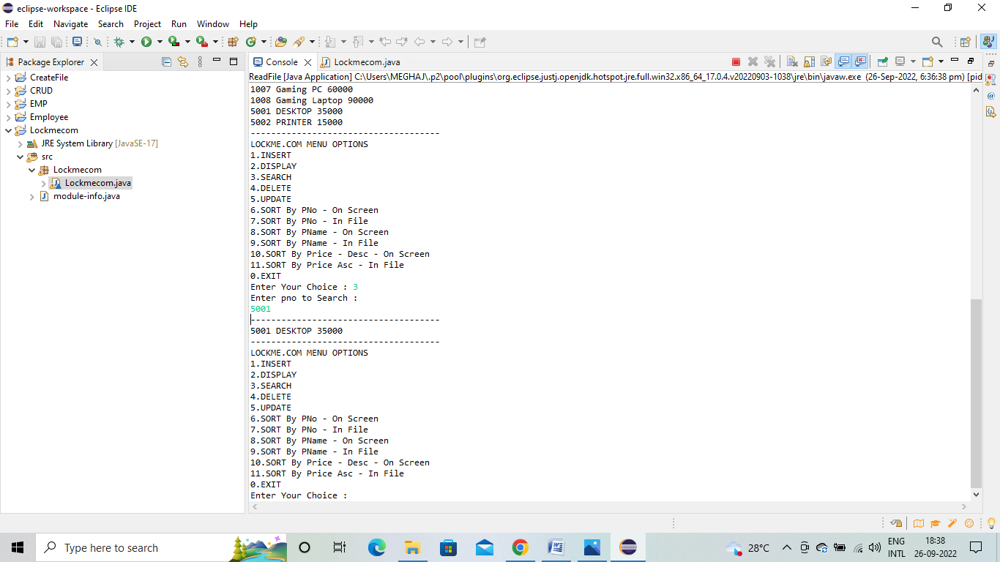 eclipse-workspace - Eclipse IDE
File Edit Navigate Search Project Run Window Help
Package Explorer
CreateFile
CRUD
EMP
Employee
Lockmecom
JRE System Library [JavaSE-17]
src
Lockmecom
Lockmecom.java
module-info.java
Console Lockmecom.java
ReadFile [Java Application] C:\Users\MEGHAJ\.p2\pool\plugins\org.eclipse.justj.openjdk.hotspot.jre.full.win32.x86_64_17.0.4.v20220903-1038\jre\bin\javaw.exe (26-Sep-2022, 6:36:38 pm) [pid
1007 Gaming PC 60000
1008 Gaming Laptop 90000
5001 DESKTOP 35000
5002 PRINTER 15000
-------------------------------------
LOCKME.COM MENU OPTIONS
1.INSERT
2.DISPLAY
3.SEARCH
4.DELETE
5.UPDATE
6.SORT By PNo - On Screen
7.SORT By PNo - In File
8.SORT By PName - On Screen
9.SORT By PName - In File
10.SORT By Price - Desc - On Screen
11.SORT By Price Asc - In File
0.EXIT
Enter Your Choice : 3
Enter pno to Search :
5001
-------------------------------------
5001 DESKTOP 35000
-------------------------------------
LOCKME.COM MENU OPTIONS
1.INSERT
2.DISPLAY
3.SEARCH
4.DELETE
5.UPDATE
6.SORT By PNo - On Screen
7.SORT By PNo - In File
8.SORT By PName - On Screen
9.SORT By PName - In File
10.SORT By Price - Desc - On Screen
11.SORT By Price Asc - In File
0.EXIT
Enter Your Choice :
Type here to search
28°C
ENG
INTL
18:38
26-09-2022